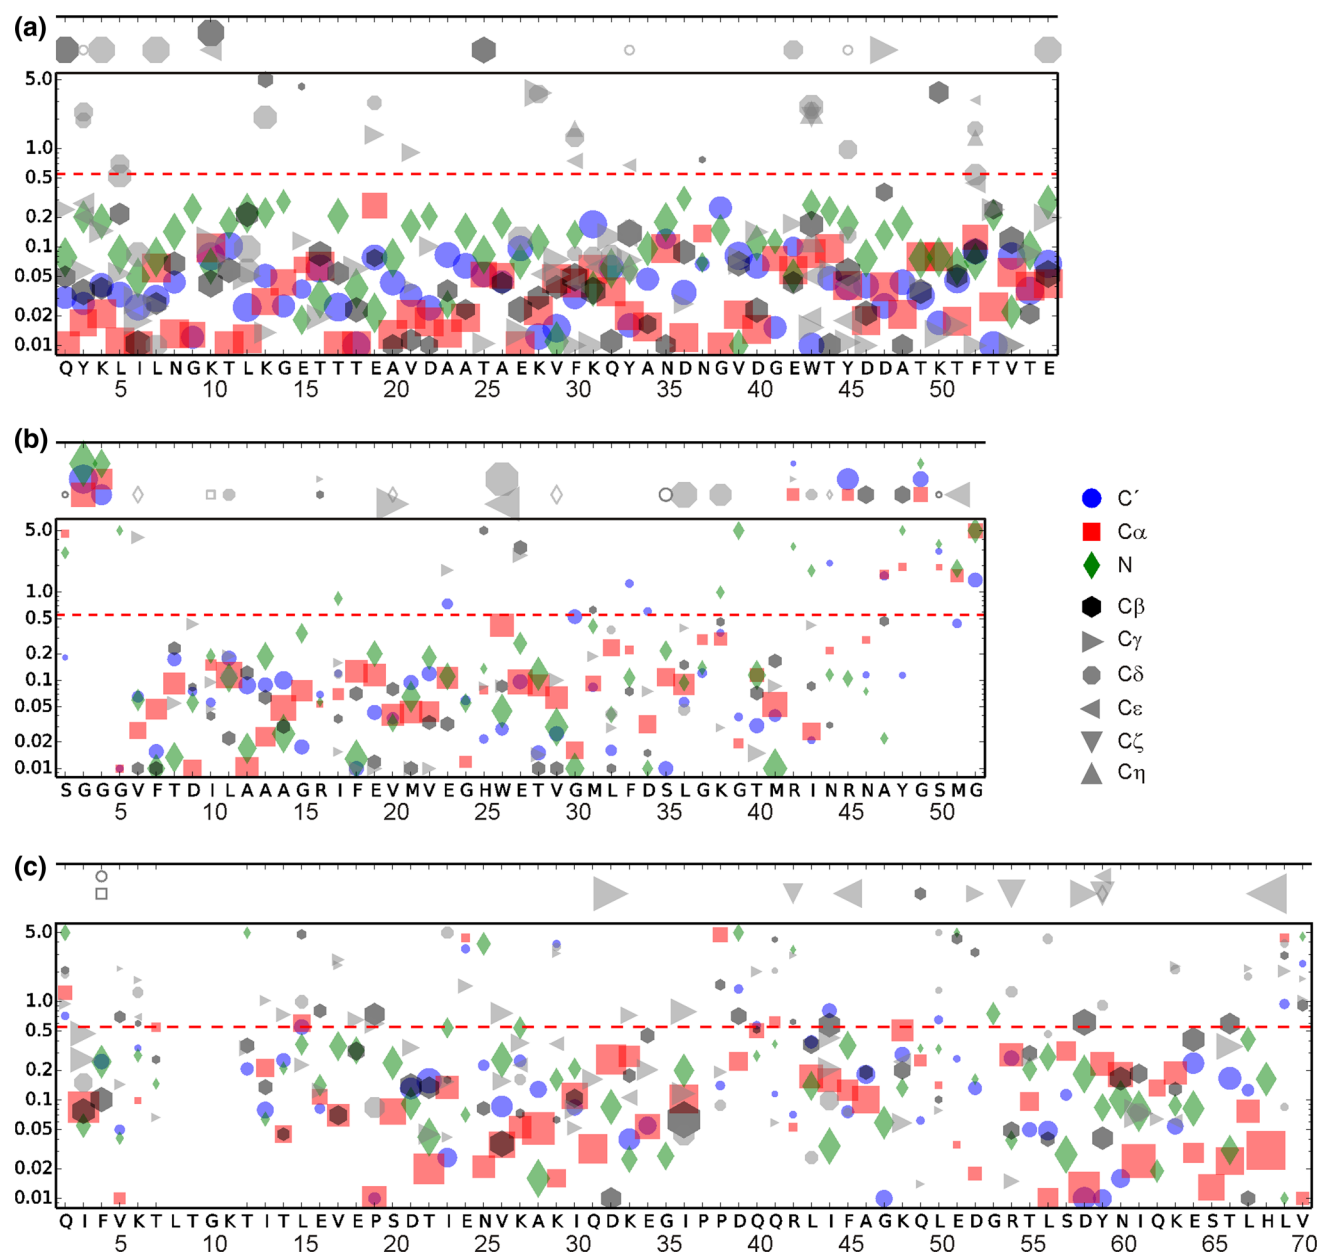 (a)
5.0
1.0
0.5
0.2
0.1
0.05
0.02
0.01
Q Y K L I L N G K T L K G E T T T E A V D A A T A E K V F K Q Y A N D N G V D G E W T Y D D A T K T F T V T E
5 10 15 20 25 30 35 40 45 50
(b)
5.0
1.0
0.5
0.2
0.1
0.05
0.02
0.01
S G G G V F T D I L A A A G R I F E V M V E G H W E T V G M L F D S L G K G T M R I N R N A Y G S M G
5 10 15 20 25 30 35 40 45 50
C´
Cα
N
Cβ
Cγ
Cδ
Cε
Cζ
Cη
(c)
5.0
1.0
0.5
0.2
0.1
0.05
0.02
0.01
Q I F V K T L T G K T I T L E V E P S D T I E N V K A K I Q D K E G I P P D Q Q R L I F A G K Q L E D G R T L S D Y N I Q K E S T L H L V
5 10 15 20 25 30 35 40 45 50 55 60 65 70